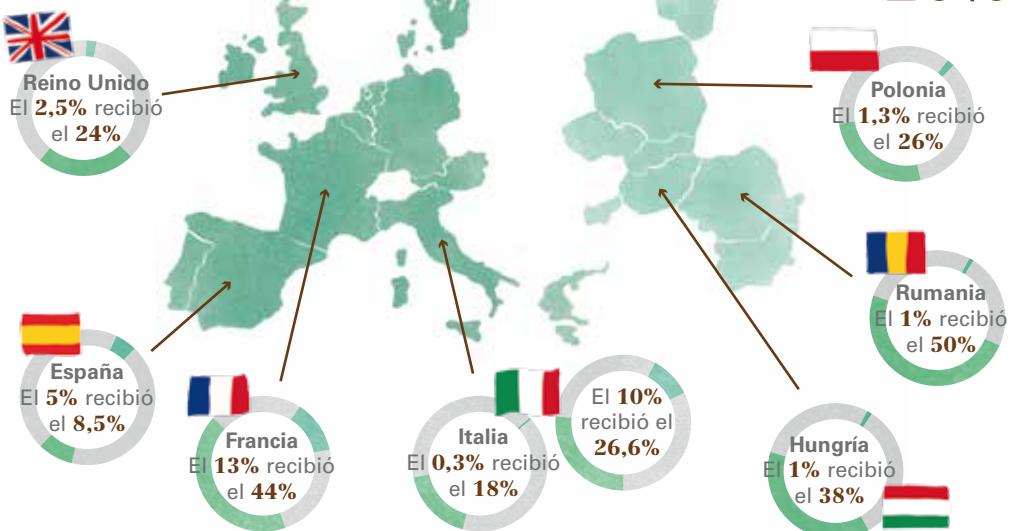 Reino Unido
El 2,5% recibió
el 24%
Polonia
El 1,3% recibió
el 26%
Rumania
El 1% recibió
el 50%
España
El 5% recibió
el 8,5%
Francia
El 13% recibió
el 44%
Italia
El 0,3% recibió
el 18%
El 10%
recibió el
26,6%
Hungría
El 1% recibió
el 38%